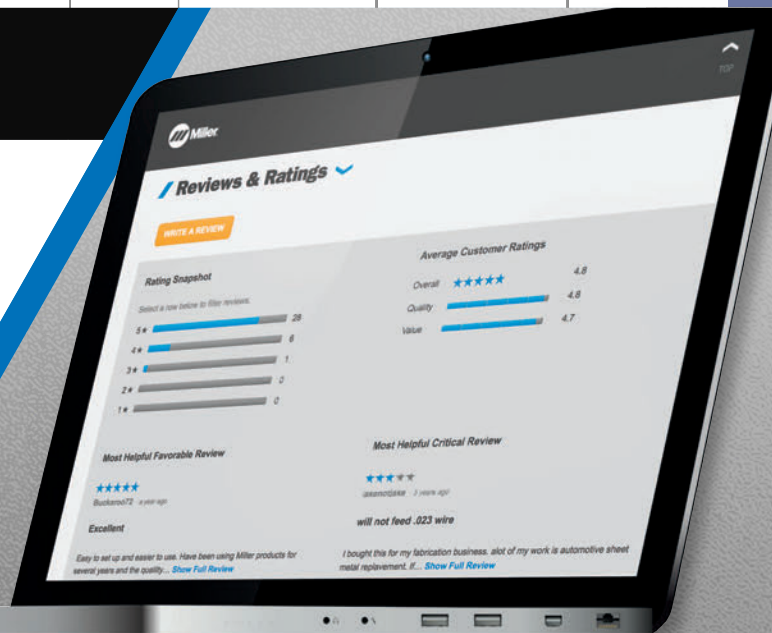 TOP
Miller
Reviews & Ratings
WRITE A REVIEW
Rating Snapshot
Select a row below to filter reviews.
5★ 28
4★ 6
3★ 1
2★ 0
1★ 0
Average Customer Ratings
Overall ★★★★★ 4.8
Quality 4.8
Value 4.7
Most Helpful Favorable Review
★★★★★
Buckaroo72 a year ago
Excellent
Easy to set up and easier to use. Have been using Miller products for
several years and the quality... Show Full Review
Most Helpful Critical Review
★★★★★
3 years ago
will not feed .023 wire
I bought this for my fabrication business. alot of my work is automotive sheet
metal replavement. If... Show Full Review